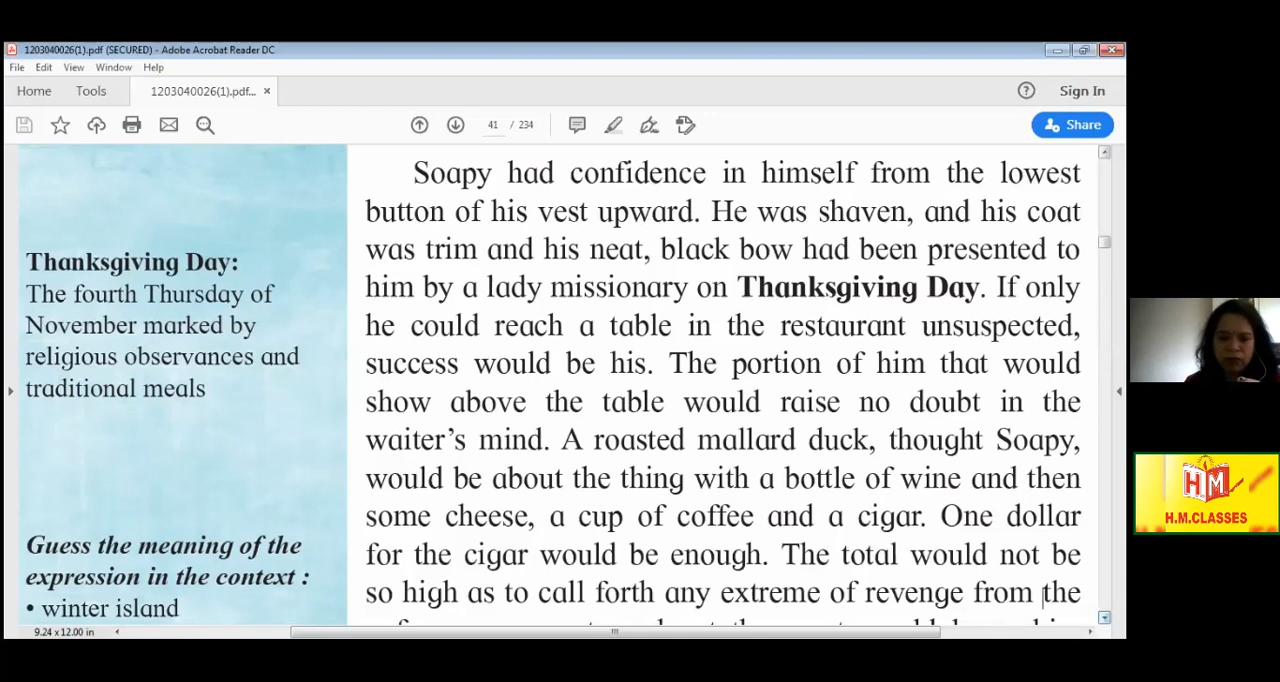 1203040026(1).pdf (SECURED) - Adobe Acrobat Reader DC
File Edit View Window Help
Home Tools 1203040026(1).pdf... × ? Sign In
41 / 234 Share
Thanksgiving Day:
The fourth Thursday of
November marked by
religious observances and
traditional meals
Guess the meaning of the
expression in the context :
• winter island
Soapy had confidence in himself from the lowest
button of his vest upward. He was shaven, and his coat
was trim and his neat, black bow had been presented to
him by a lady missionary on Thanksgiving Day. If only
he could reach a table in the restaurant unsuspected,
success would be his. The portion of him that would
show above the table would raise no doubt in the
waiter's mind. A roasted mallard duck, thought Soapy,
would be about the thing with a bottle of wine and then
some cheese, a cup of coffee and a cigar. One dollar
for the cigar would be enough. The total would not be
so high as to call forth any extreme of revenge from the
9.24 x 12.00 in
HM
H.M.CLASSES